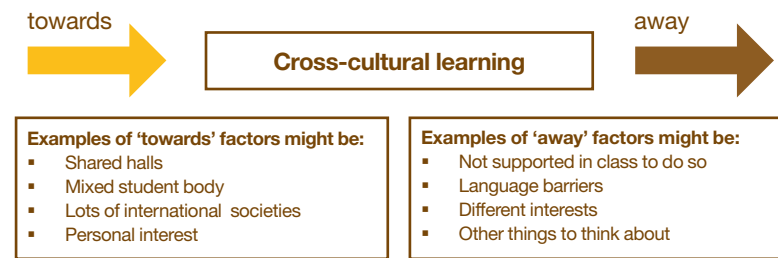 towards
away
Cross-cultural learning
Examples of ‘towards’ factors might be:
▪ Shared halls
▪ Mixed student body
▪ Lots of international societies
▪ Personal interest
Examples of ‘away’ factors might be:
▪ Not supported in class to do so
▪ Language barriers
▪ Different interests
▪ Other things to think about